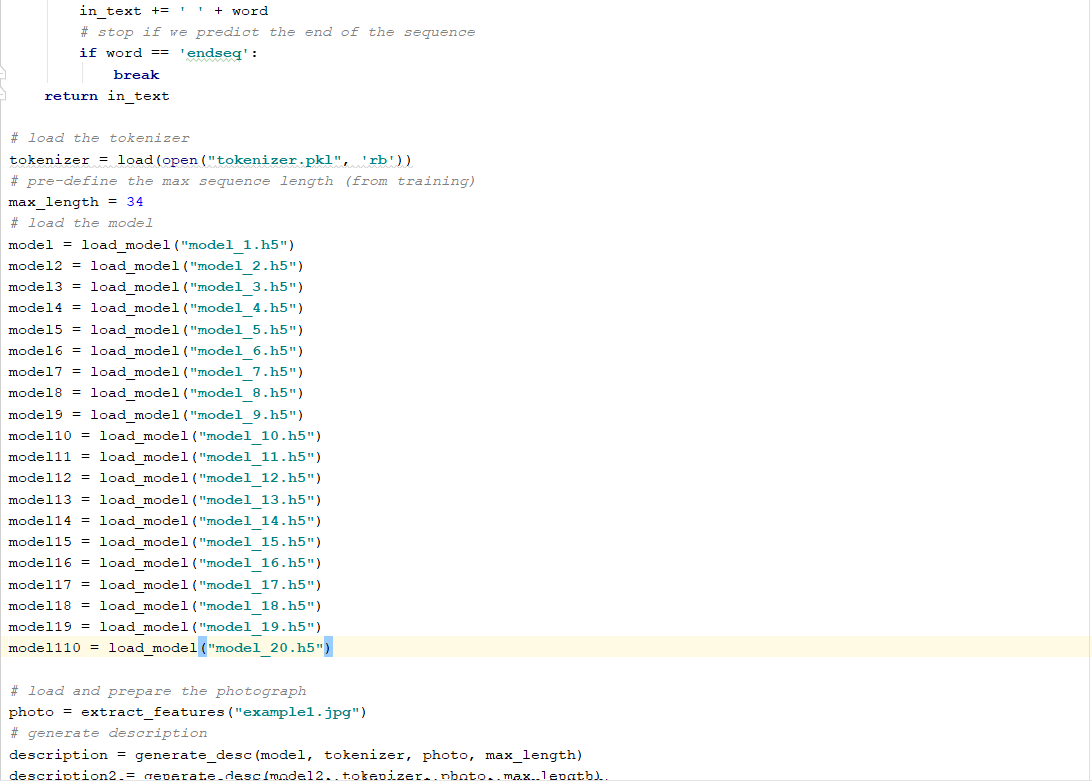 in_text += ' ' + word
# stop if we predict the end of the sequence
if word == 'endseq':
break
return in_text
# load the tokenizer
tokenizer = load(open("tokenizer.pkl", 'rb'))
# pre-define the max sequence length (from training)
max_length = 34
# load the model
model = load_model("model_1.h5")
model2 = load_model("model_2.h5")
model3 = load_model("model_3.h5")
model4 = load_model("model_4.h5")
model5 = load_model("model_5.h5")
model6 = load_model("model_6.h5")
model7 = load_model("model_7.h5")
model8 = load_model("model_8.h5")
model9 = load_model("model_9.h5")
model10 = load_model("model_10.h5")
model11 = load_model("model_11.h5")
model12 = load_model("model_12.h5")
model13 = load_model("model_13.h5")
model14 = load_model("model_14.h5")
model15 = load_model("model_15.h5")
model16 = load_model("model_16.h5")
model17 = load_model("model_17.h5")
model18 = load_model("model_18.h5")
model19 = load_model("model_19.h5")
model110 = load_model("model_20.h5")
# load and prepare the photograph
photo = extract_features("example1.jpg")
# generate description
description = generate_desc(model, tokenizer, photo, max_length)
description2 = generate_desc(model2, tokenizer, photo, max_length)